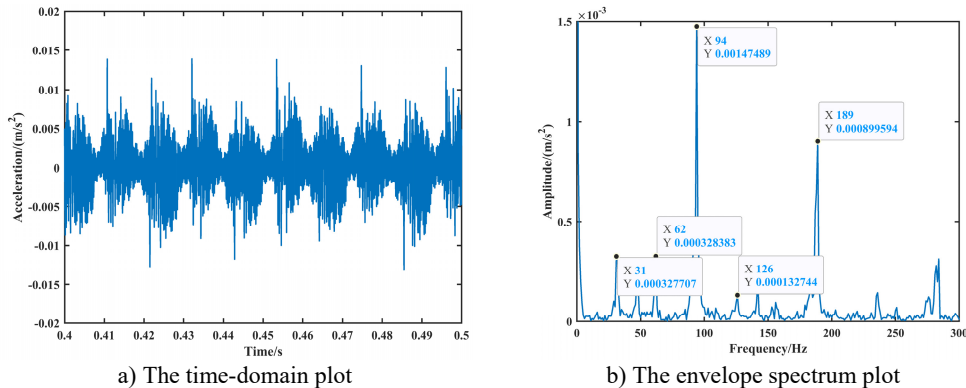 0.02
0.015
0.01
0.005
0
-0.005
-0.01
-0.015
-0.02
Acceleration/(m/s²)
0.4 0.41 0.42 0.43 0.44 0.45 0.46 0.47 0.48 0.49 0.5
Time/s
a) The time-domain plot
×10⁻³
1.5
1
0.5
0
Amplitude/(m/s²)
X 94
Y 0.00147489
X 189
Y 0.000899594
X 62
Y 0.000328383
X 31
Y 0.000327707
X 126
Y 0.000132744
0 50 100 150 200 250 300
Frequency/Hz
b) The envelope spectrum plot